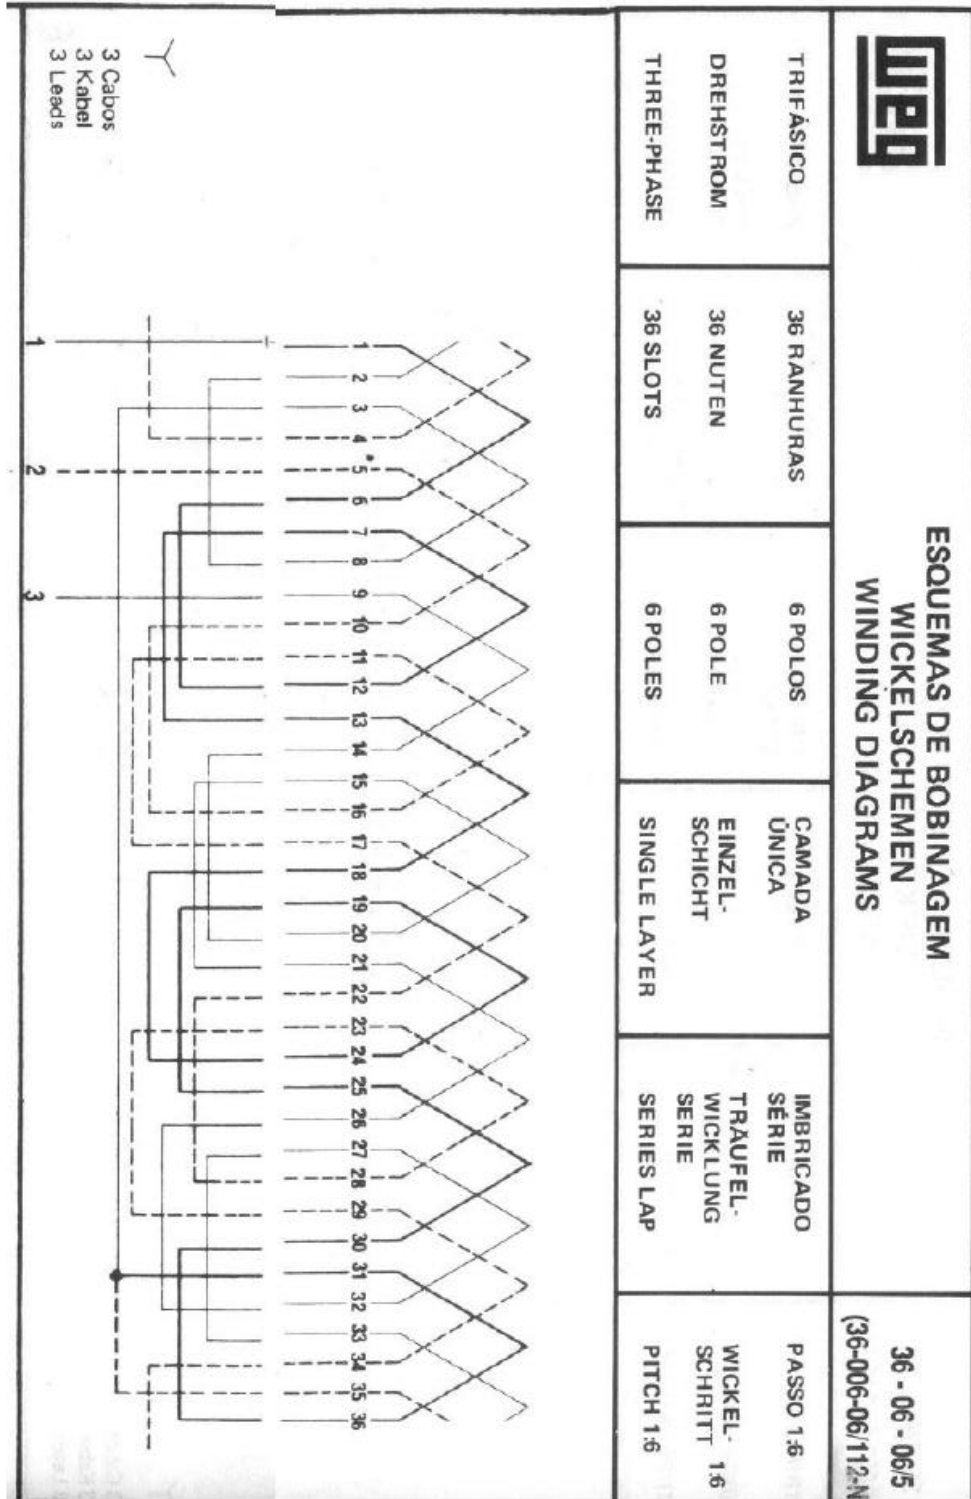 weg
ESQUEMAS DE BOBINAGEM
WICKELSCHEMEN
WINDING DIAGRAMS
36 - 06 - 06/5
(36-006-06/112-N
TRIFÁSICO
DREHSTROM
THREE-PHASE
36 RANHURAS
36 NUTEN
36 SLOTS
6 POLOS
6 POLE
6 POLES
CAMADA
ÚNICA
EINZEL-
SCHICHT
SINGLE LAYER
IMBRICADO
SÉRIE
TRÄUFEL-
WICKLUNG
SERIE
SERIES LAP
PASSO 1:6
WICKEL-
SCHRITT 1:6
PITCH 1:6
1 2 3 4 5 6 7 8 9 10 11 12 13 14 15 16 17 18 19 20 21 22 23 24 25 26 27 28 29 30 31 32 33 34 35 36
3 Cabos
3 Kabel
3 Leads
1 2 3